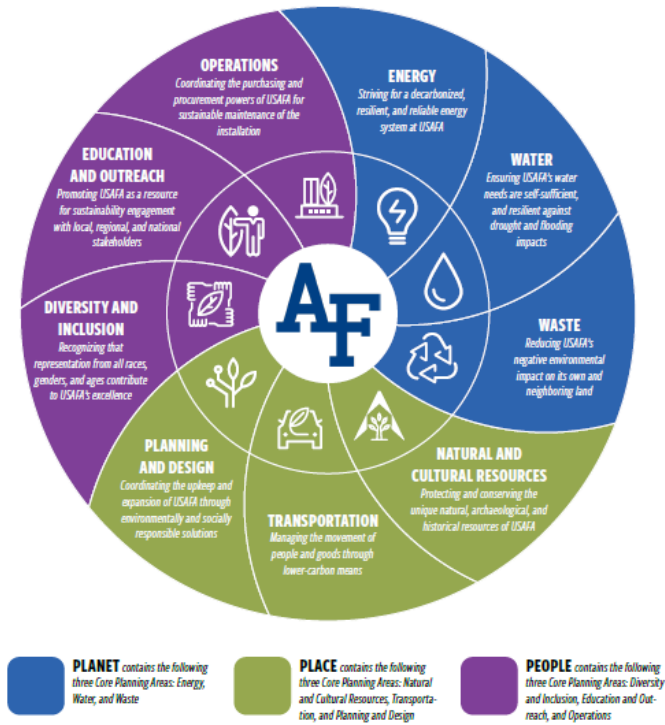 OPERATIONS
Coordinating the purchasing and
procurement powers of USAFA for
sustainable maintenance of the
installation
ENERGY
Striving for a decarbonized,
resilient, and reliable energy
system at USAFA
WATER
Ensuring USAFA's water
needs are self-sufficient,
and resilient against
drought and flooding
impacts
WASTE
Reducing USAFA's
negative environmental
impact on its own and
neighboring land
NATURAL AND
CULTURAL RESOURCES
Protecting and conserving the
unique natural, archaeological, and
historical resources of USAFA
TRANSPORTATION
Managing the movement of
people and goods through
lower-carbon means
PLANNING
AND DESIGN
Coordinating the upkeep and
expansion of USAFA through
environmentally and socially
responsible solutions
DIVERSITY AND
INCLUSION
Recognizing that
representation from all races,
genders, and ages contribute
to USAFA's excellence
EDUCATION
AND OUTREACH
Promoting USAFA as a resource
for sustainability engagement
with local, regional, and national
stakeholders
AF
PLANET contains the following
three Core Planning Areas: Energy,
Water, and Waste
PLACE contains the following
three Core Planning Areas: Natural
and Cultural Resources, Transporta-
tion, and Planning and Design
PEOPLE contains the following
three Core Planning Areas: Diversity
and Inclusion, Education and Out-
reach, and Operations